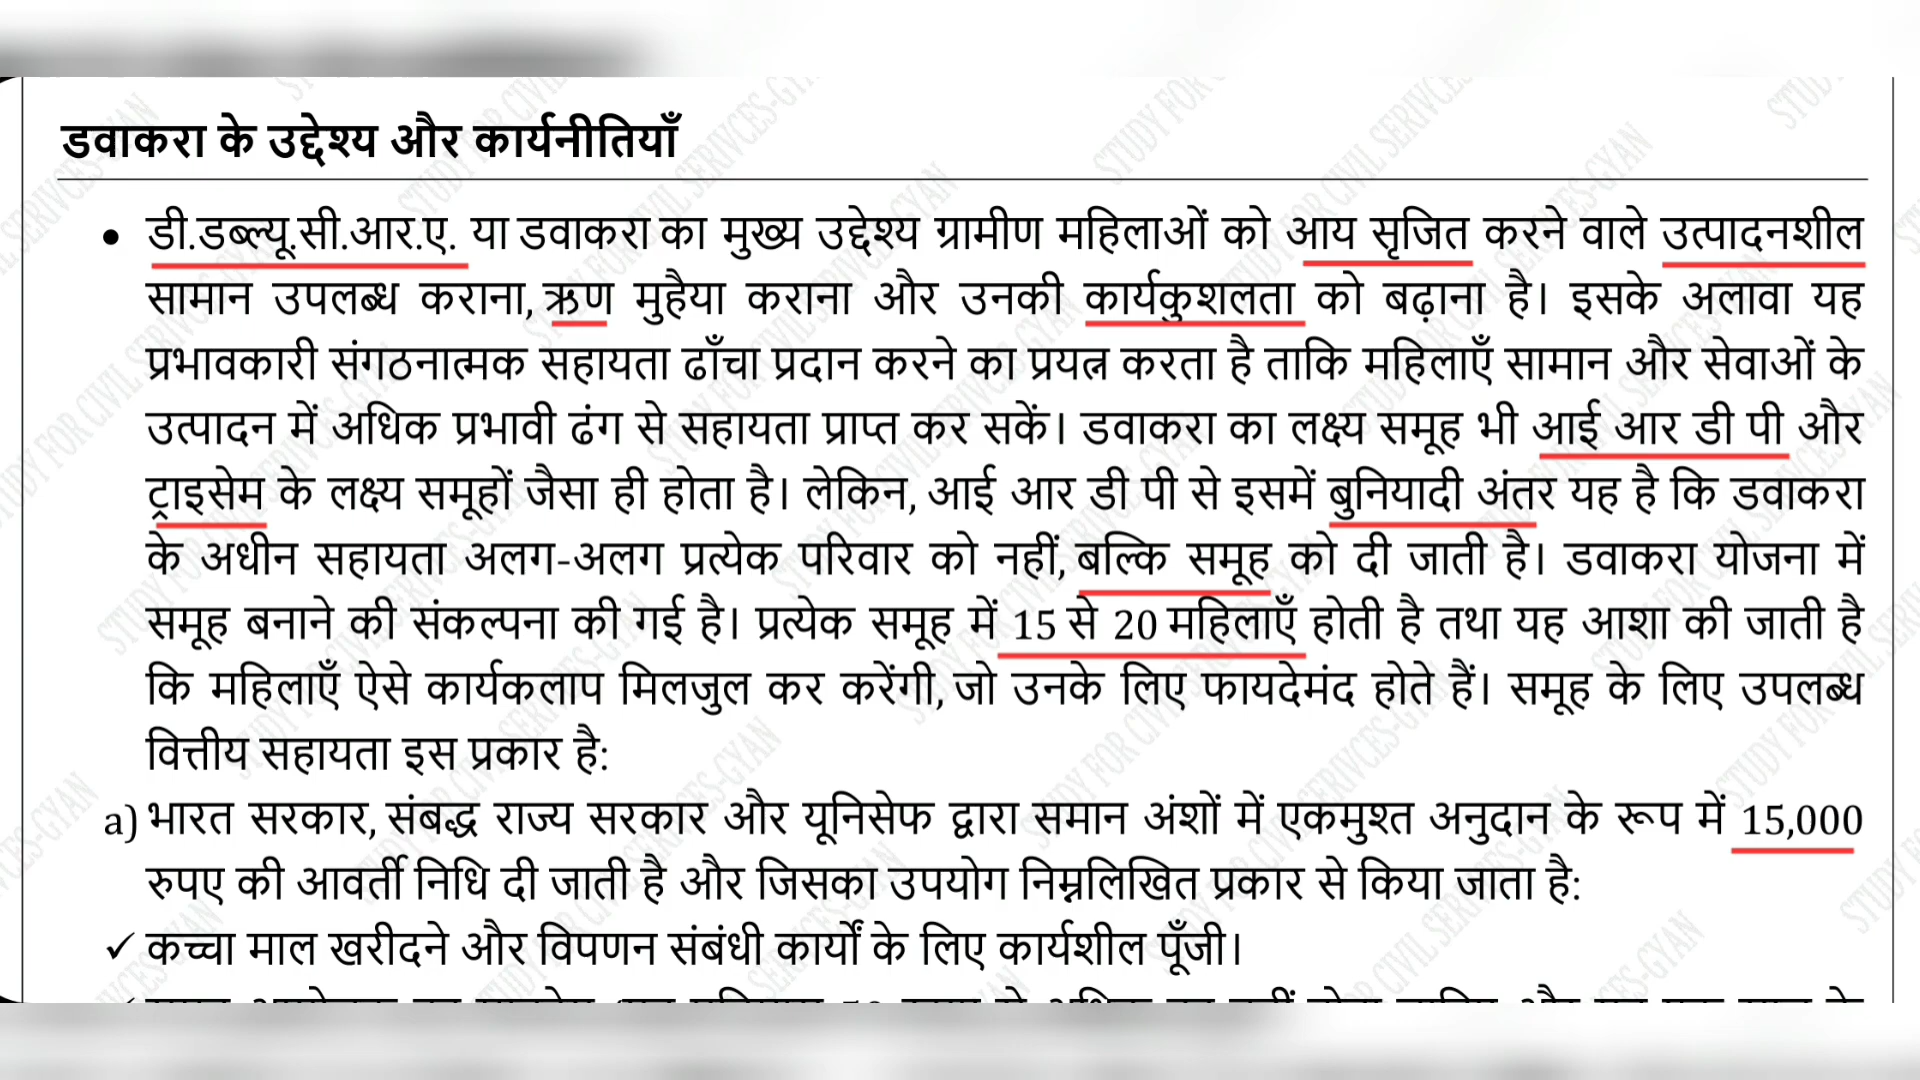 डवाकरा के उद्देश्य और कार्यनीतियाँ
• डी.डब्ल्यू.सी.आर.ए. या डवाकरा का मुख्य उद्देश्य ग्रामीण महिलाओं को आय सृजित करने वाले उत्पादनशील
सामान उपलब्ध कराना, ऋण मुहैया कराना और उनकी कार्यकुशलता को बढ़ाना है। इसके अलावा यह
प्रभावकारी संगठनात्मक सहायता ढाँचा प्रदान करने का प्रयत्न करता है ताकि महिलाएँ सामान और सेवाओं के
उत्पादन में अधिक प्रभावी ढंग से सहायता प्राप्त कर सकें। डवाकरा का लक्ष्य समूह भी आई आर डी पी और
ट्राइसेम के लक्ष्य समूहों जैसा ही होता है। लेकिन, आई आर डी पी से इसमें बुनियादी अंतर यह है कि डवाकरा
के अधीन सहायता अलग-अलग प्रत्येक परिवार को नहीं, बल्कि समूह को दी जाती है। डवाकरा योजना में
समूह बनाने की संकल्पना की गई है। प्रत्येक समूह में 15 से 20 महिलाएँ होती है तथा यह आशा की जाती है
कि महिलाएँ ऐसे कार्यकलाप मिलजुल कर करेंगी, जो उनके लिए फायदेमंद होते हैं। समूह के लिए उपलब्ध
वित्तीय सहायता इस प्रकार है:
a) भारत सरकार, संबद्ध राज्य सरकार और यूनिसेफ द्वारा समान अंशों में एकमुश्त अनुदान के रूप में 15,000
रुपए की आवर्ती निधि दी जाती है और जिसका उपयोग निम्नलिखित प्रकार से किया जाता है:
✓ कच्चा माल खरीदने और विपणन संबंधी कार्यों के लिए कार्यशील पूँजी।
STUDY FOR CIVIL SERIVCES-GYAN